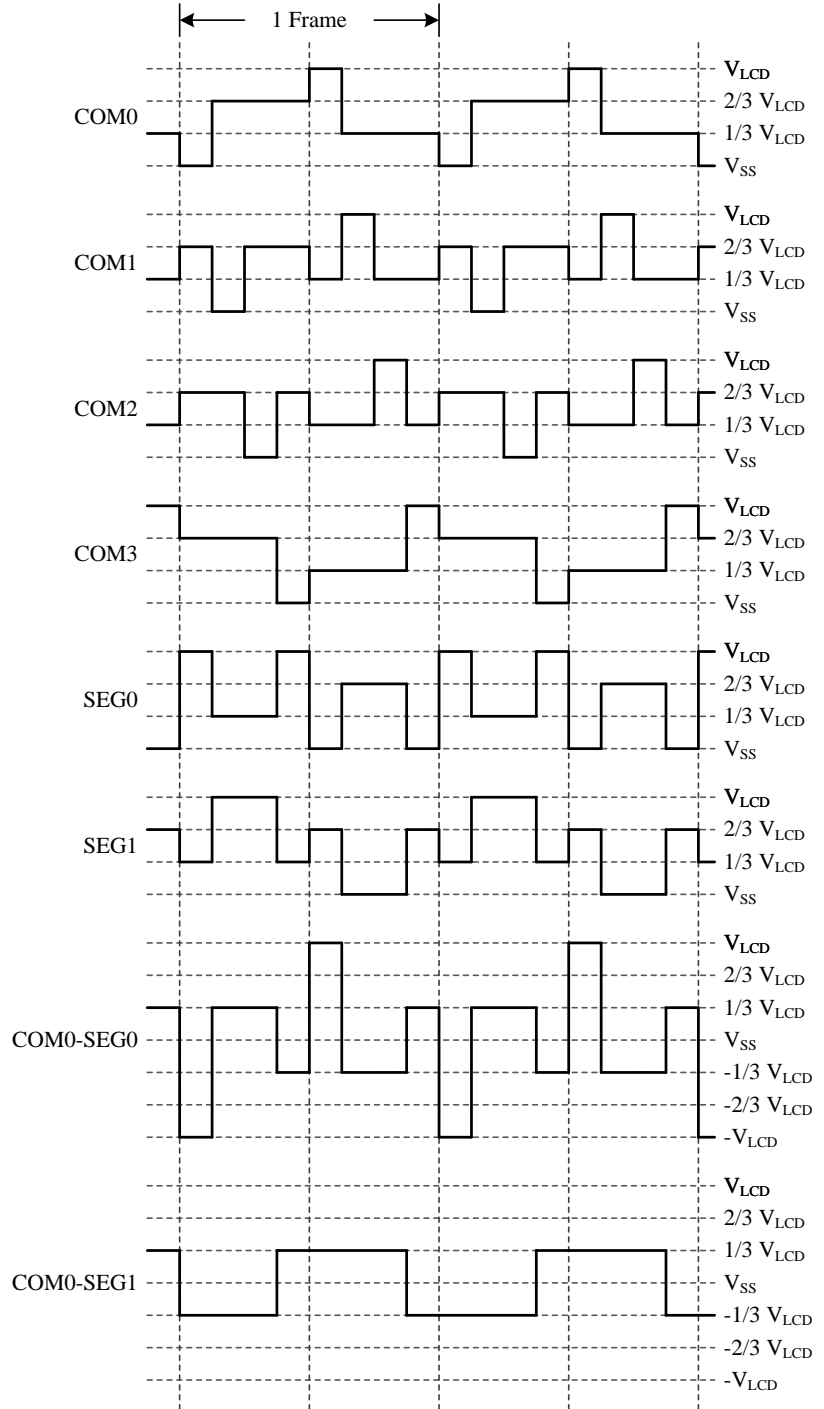 1 Frame
COM0
V_LCD
2/3 V_LCD
1/3 V_LCD
V_SS
COM1
V_LCD
2/3 V_LCD
1/3 V_LCD
V_SS
COM2
V_LCD
2/3 V_LCD
1/3 V_LCD
V_SS
COM3
V_LCD
2/3 V_LCD
1/3 V_LCD
V_SS
SEG0
V_LCD
2/3 V_LCD
1/3 V_LCD
V_SS
SEG1
V_LCD
2/3 V_LCD
1/3 V_LCD
V_SS
COM0-SEG0
V_LCD
2/3 V_LCD
1/3 V_LCD
V_SS
-1/3 V_LCD
-2/3 V_LCD
-V_LCD
COM0-SEG1
V_LCD
2/3 V_LCD
1/3 V_LCD
V_SS
-1/3 V_LCD
-2/3 V_LCD
-V_LCD